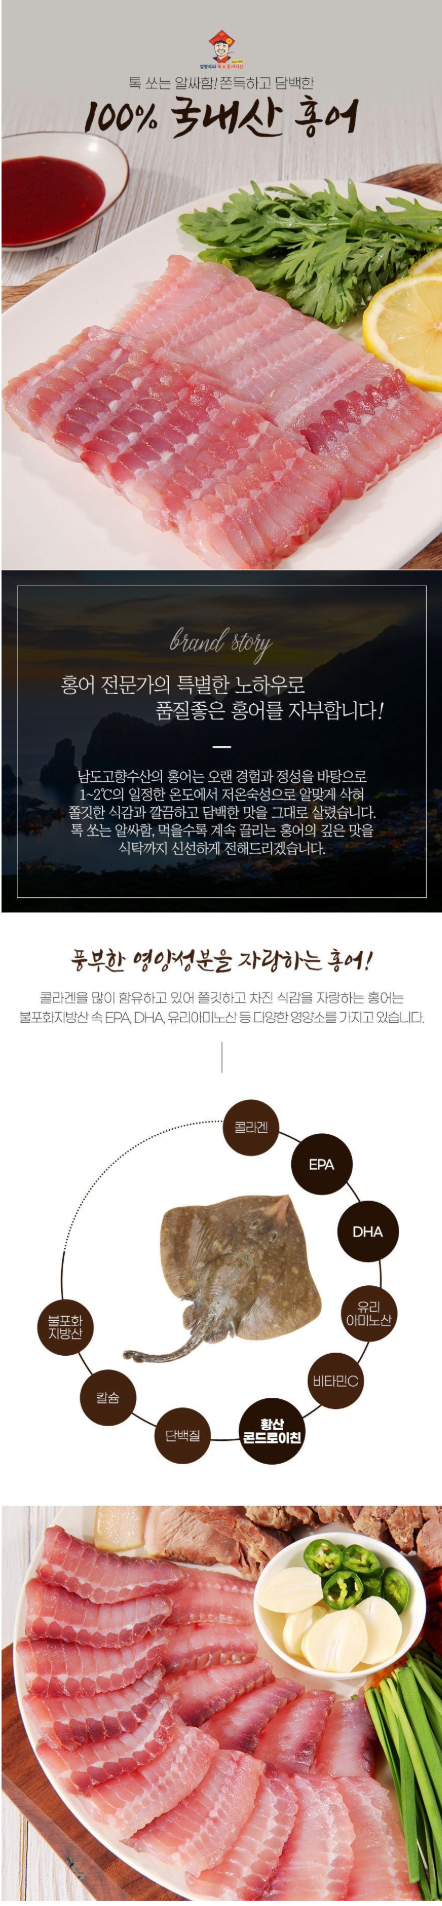 톡 쏘는 알싸함! 쫀득하고 담백한
100% 국내산 홍어
brand story
홍어 전문가의 특별한 노하우로
품질좋은 홍어를 자부합니다!
남도고향수산의 홍어는 오랜 경험과 정성을 바탕으로
1~2℃의 일정한 온도에서 저온숙성으로 알맞게 삭혀
쫄깃한 식감과 깔끔하고 담백한 맛을 그대로 살렸습니다.
톡 쏘는 알싸함, 먹을수록 계속 끌리는 홍어의 깊은 맛을
식탁까지 신선하게 전해드리겠습니다.
풍부한 영양성분을 자랑하는 홍어!
콜라겐을 많이 함유하고 있어 쫄깃하고 차진 식감을 자랑하는 홍어는
불포화지방산 속 EPA, DHA, 유리아미노산 등 다양한 영양소를 가지고 있습니다.
콜라겐
EPA
DHA
유리
아미노산
비타민C
황산
콘드로이친
단백질
칼슘
불포화
지방산